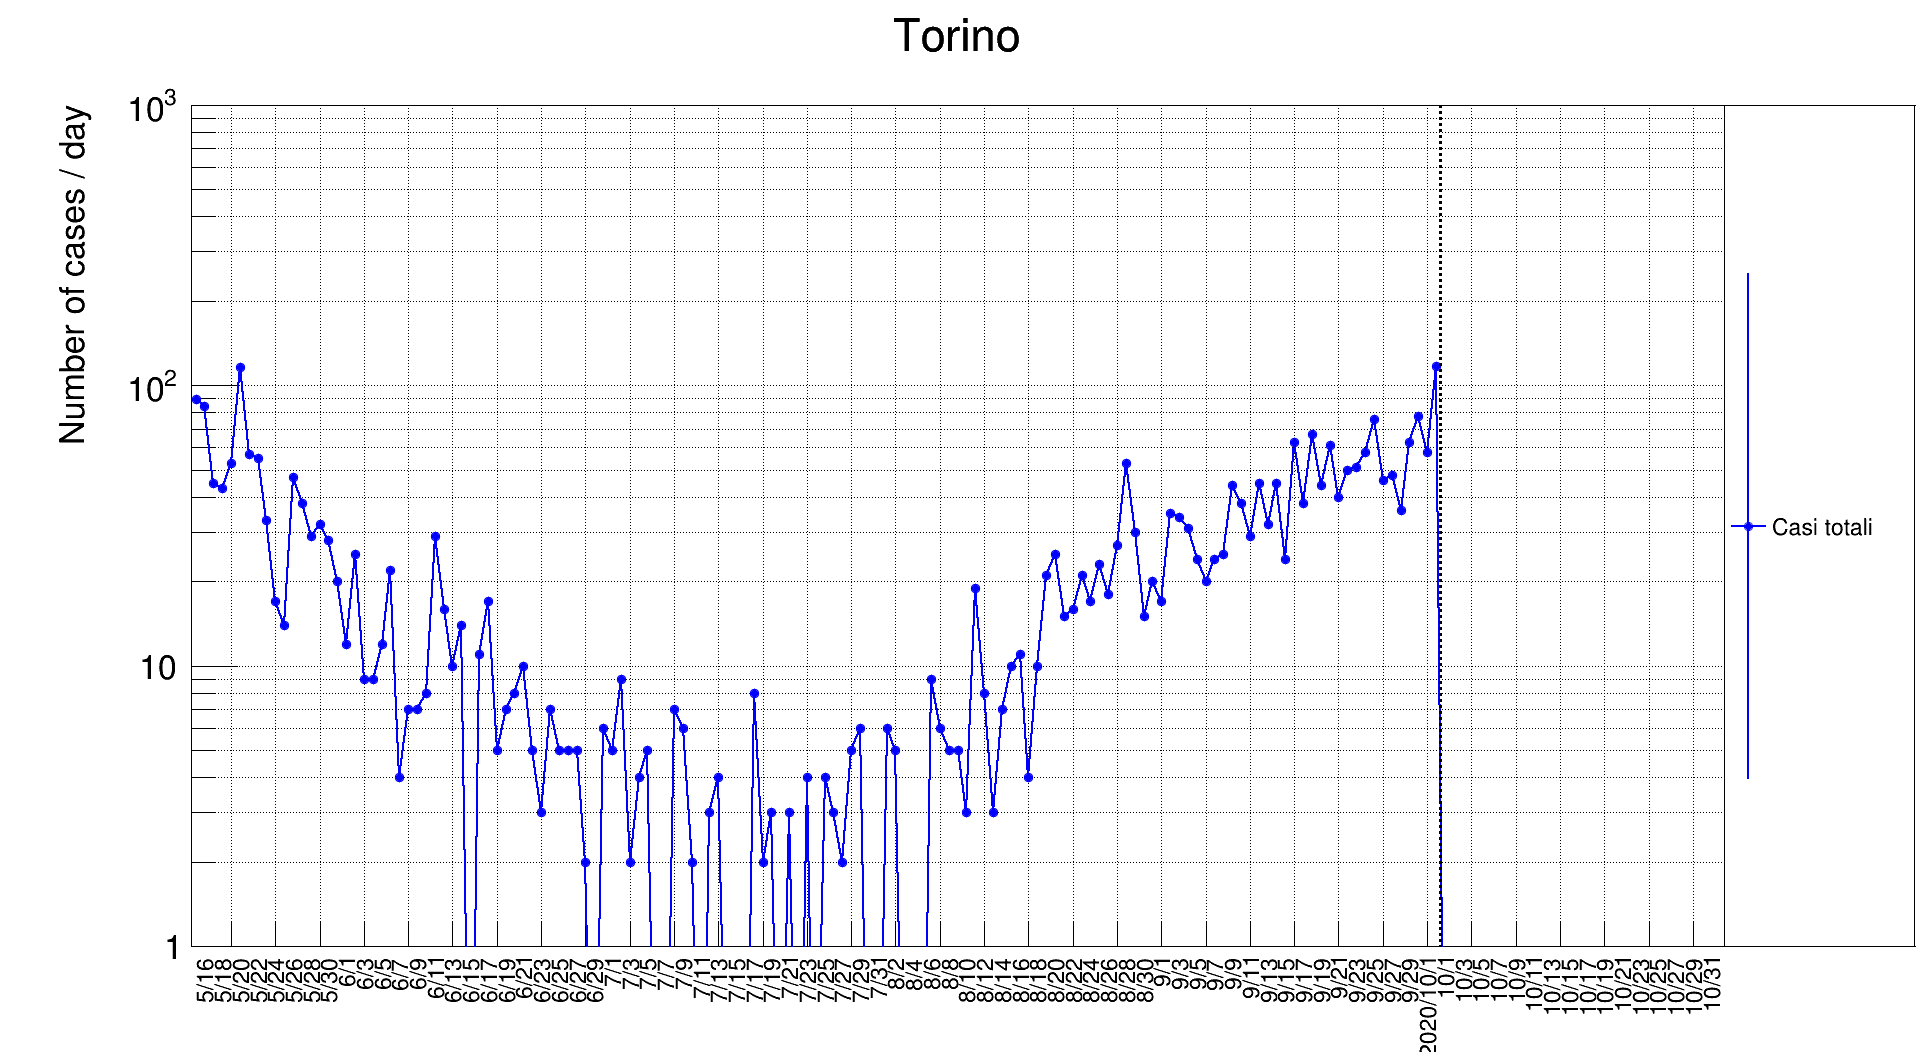 Torino
Number of cases / day
10³
10²
10
1
5/16 5/18 5/20 5/22 5/24 5/26 5/28 5/30 6/1 6/3 6/5 6/7 6/9 6/11 6/13 6/15 6/17 6/19 6/21 6/23 6/25 6/27 6/29 7/1 7/3 7/5 7/7 7/9 7/11 7/13 7/15 7/17 7/19 7/21 7/23 7/25 7/27 7/29 7/31 8/2 8/4 8/6 8/8 8/10 8/12 8/14 8/16 8/18 8/20 8/22 8/24 8/26 8/28 8/30 9/1 9/3 9/5 9/7 9/9 9/11 9/13 9/15 9/17 9/19 9/21 9/23 9/25 9/27 9/29 2020/10/1 10/1 10/3 10/5 10/7 10/9 10/11 10/13 10/15 10/17 10/19 10/21 10/23 10/25 10/27 10/29 10/31
Casi totali